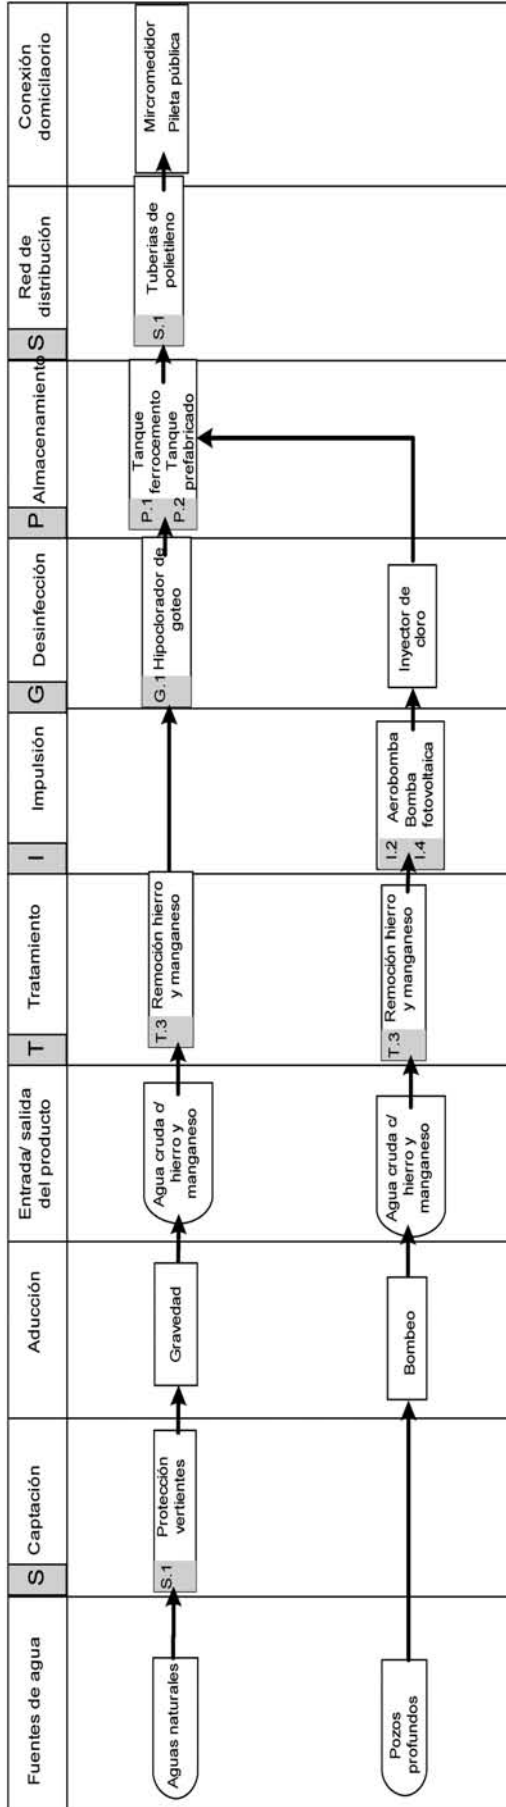 Fuentes de agua
S
Captación
Aducción
Entrada/ salida
del producto
T
Tratamiento
I
Impulsión
G
Desinfección
P
Almacenamiento
S
Red de
distribución
Conexión
domicilaorio
Aguas naturales
S.1
Protección
vertientes
Gravedad
Agua cruda c/
hierro y
manganeso
T.3
Remoción hierro
y manganeso
G.1
Hipoclorador de
goteo
P.1
P.2
Tanque
ferrocemento
Tanque
prefabricado
S.1
Tuberias de
polietileno
Mircromedidor
Pileta pública
Pozos
profundos
Bombeo
Agua cruda c/
hierro y
manganeso
T.3
Remoción hierro
y manganeso
I.2
I.4
Aerobomba
Bomba
fotovoltaica
Inyector de
cloro